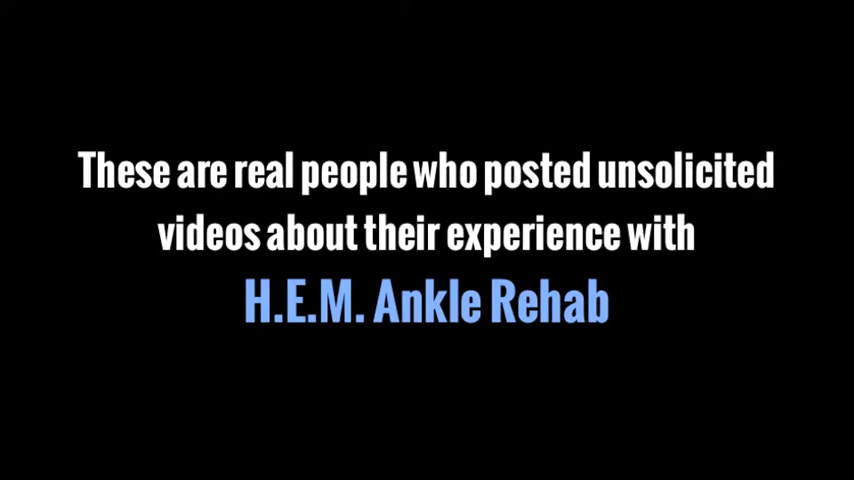 These are real people who posted unsolicited
videos about their experience with
H.E.M. Ankle Rehab